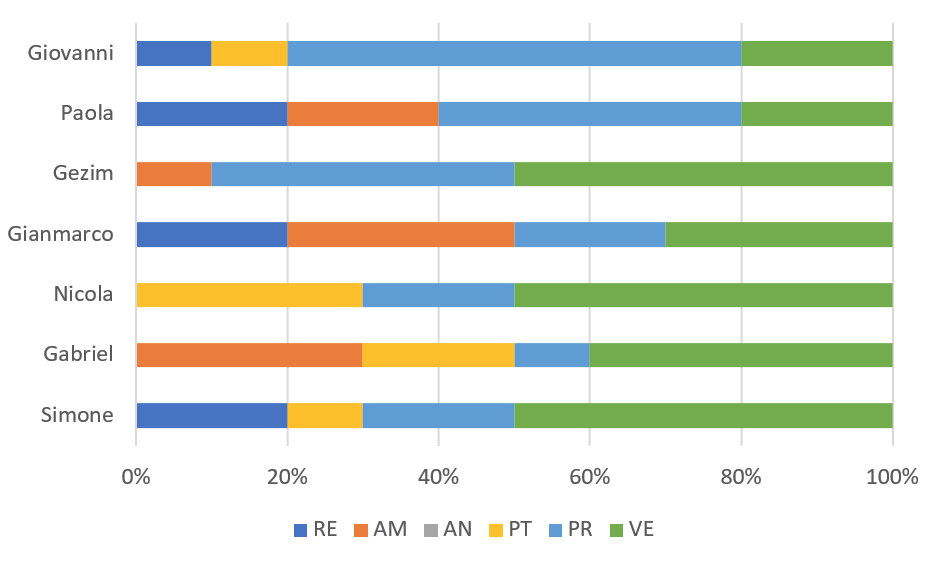 Giovanni
Paola
Gezim
Gianmarco
Nicola
Gabriel
Simone
0% 20% 40% 60% 80% 100%
RE AM AN PT PR VE